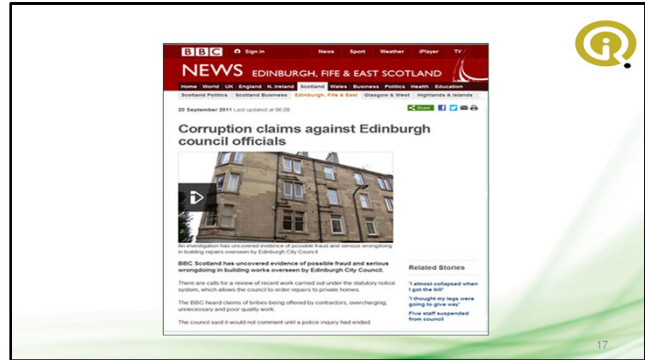 BBC Sign in News Sport Weather iPlayer TV
NEWS EDINBURGH, FIFE & EAST SCOTLAND
Home World UK England N. Ireland Scotland Wales Business Politics Health Education
Scotland Politics Scotland Business Edinburgh, Fife & East Glasgow & West Highlands & Islands
20 September 2011 Last updated at 06:28
Share
Corruption claims against Edinburgh
council officials
An investigation has uncovered evidence of possible fraud and serious wrongdoing
in building repairs overseen by Edinburgh City Council
BBC Scotland has uncovered evidence of possible fraud and serious
wrongdoing in building works overseen by Edinburgh City Council.
There are calls for a review of recent work carried out under the statutory notice
system, which allows the council to order repairs to private homes.
The BBC heard claims of bribes being offered by contractors, overcharging,
unnecessary and poor quality work.
The council said it would not comment until a police inquiry had ended.
Related Stories
'I almost collapsed when
I got the bill'
'I thought my legs were
going to give way'
Five staff suspended
from council
17